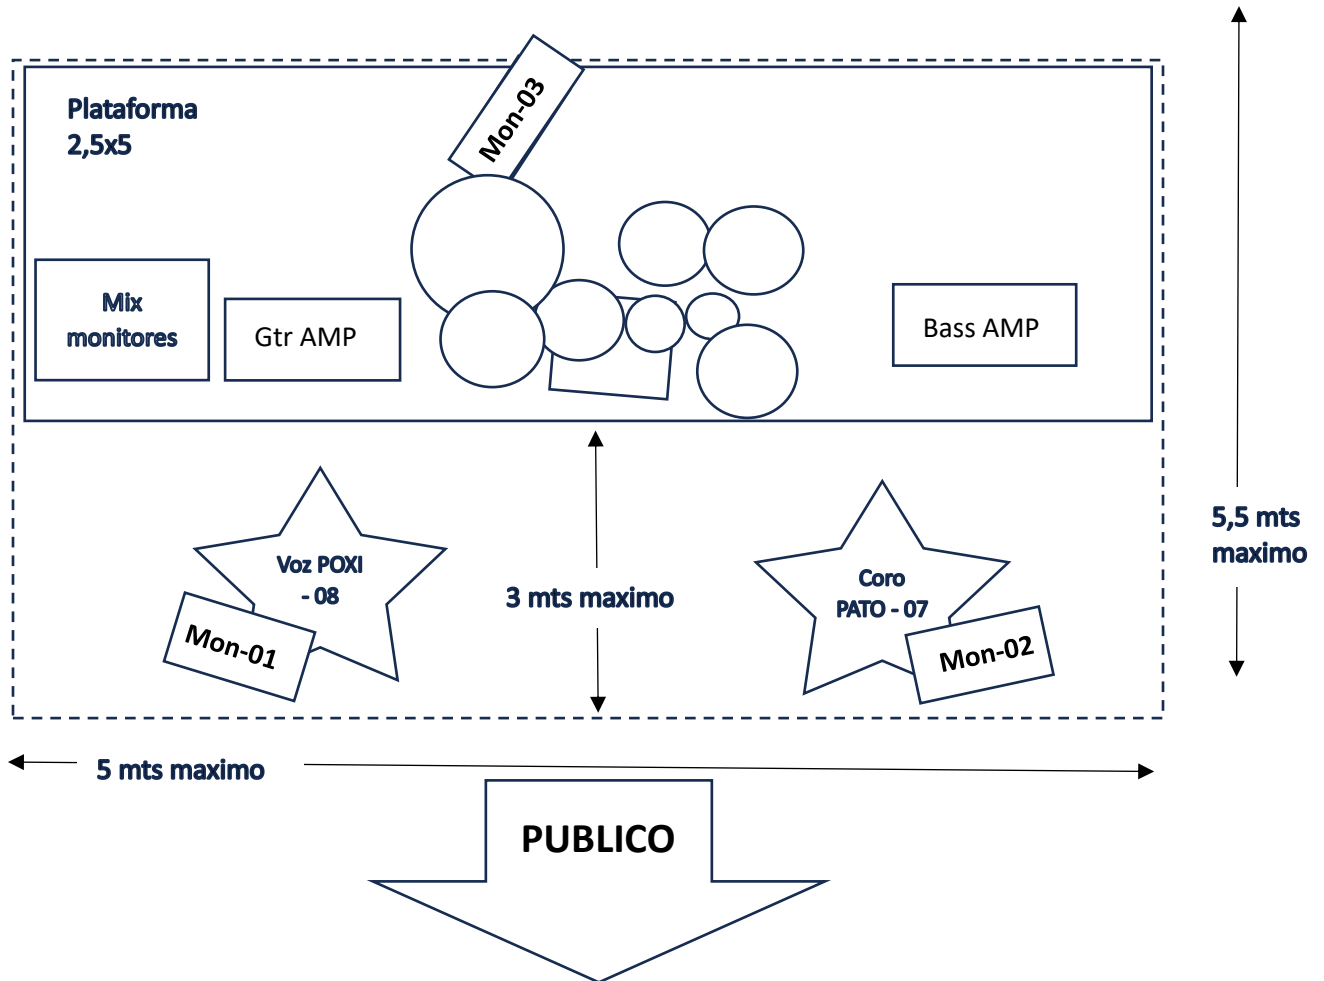 Plataforma
2,5x5
Mon-03
Mix
monitores
Gtr AMP
Bass AMP
Voz POXI
- 08
Mon-01
3 mts maximo
Coro
PATO - 07
Mon-02
5,5 mts
maximo
5 mts maximo
PUBLICO